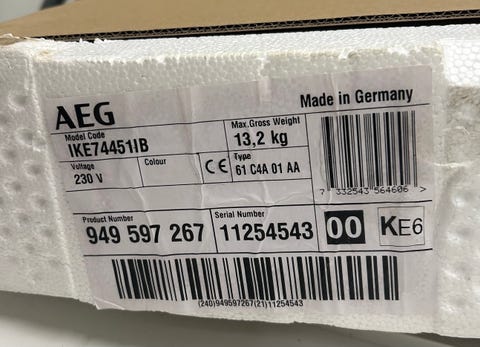 AEG
Made in Germany
Model Code
IKE74451IB
Max.Gross Weight
13,2 kg
Voltage
230 V
Colour
CE
Type
61 C4A 01 AA
7 332543 564606 >
Product Number
949 597 267
Serial Number
11254543
00
KE6
(240)949597267(21)11254543